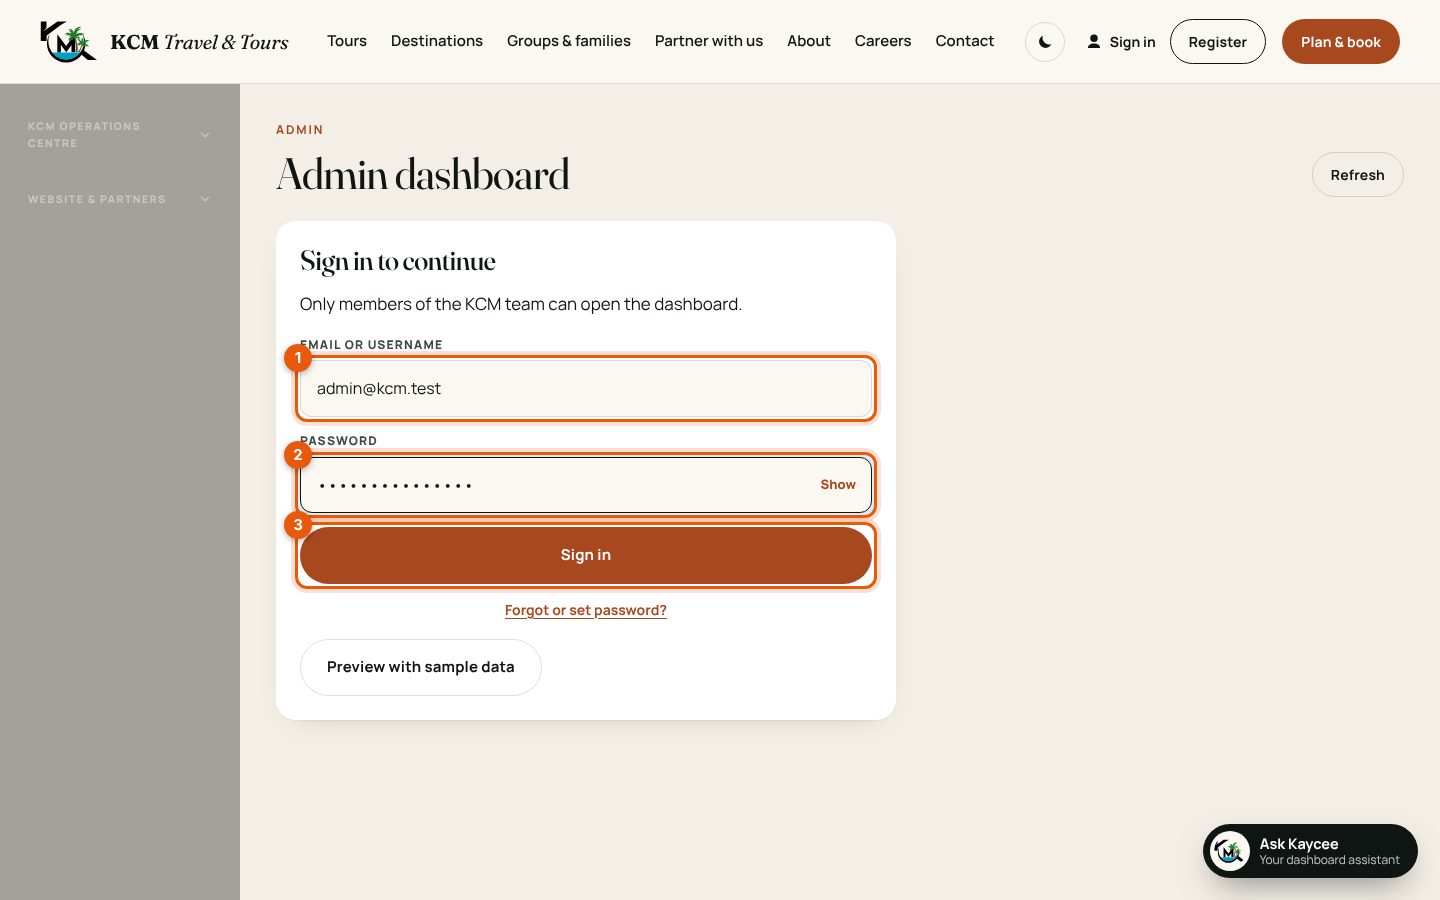 KCM Travel & Tours
Tours
Destinations
Groups & families
Partner with us
About
Careers
Contact
Sign in
Register
Plan & book
KCM OPERATIONS
CENTRE
WEBSITE & PARTNERS
ADMIN
Admin dashboard
Refresh
Sign in to continue
Only members of the KCM team can open the dashboard.
EMAIL OR USERNAME
1
admin@kcm.test
PASSWORD
2
•••••••••••••••
Show
3
Sign in
Forgot or set password?
Preview with sample data
Ask Kaycee
Your dashboard assistant